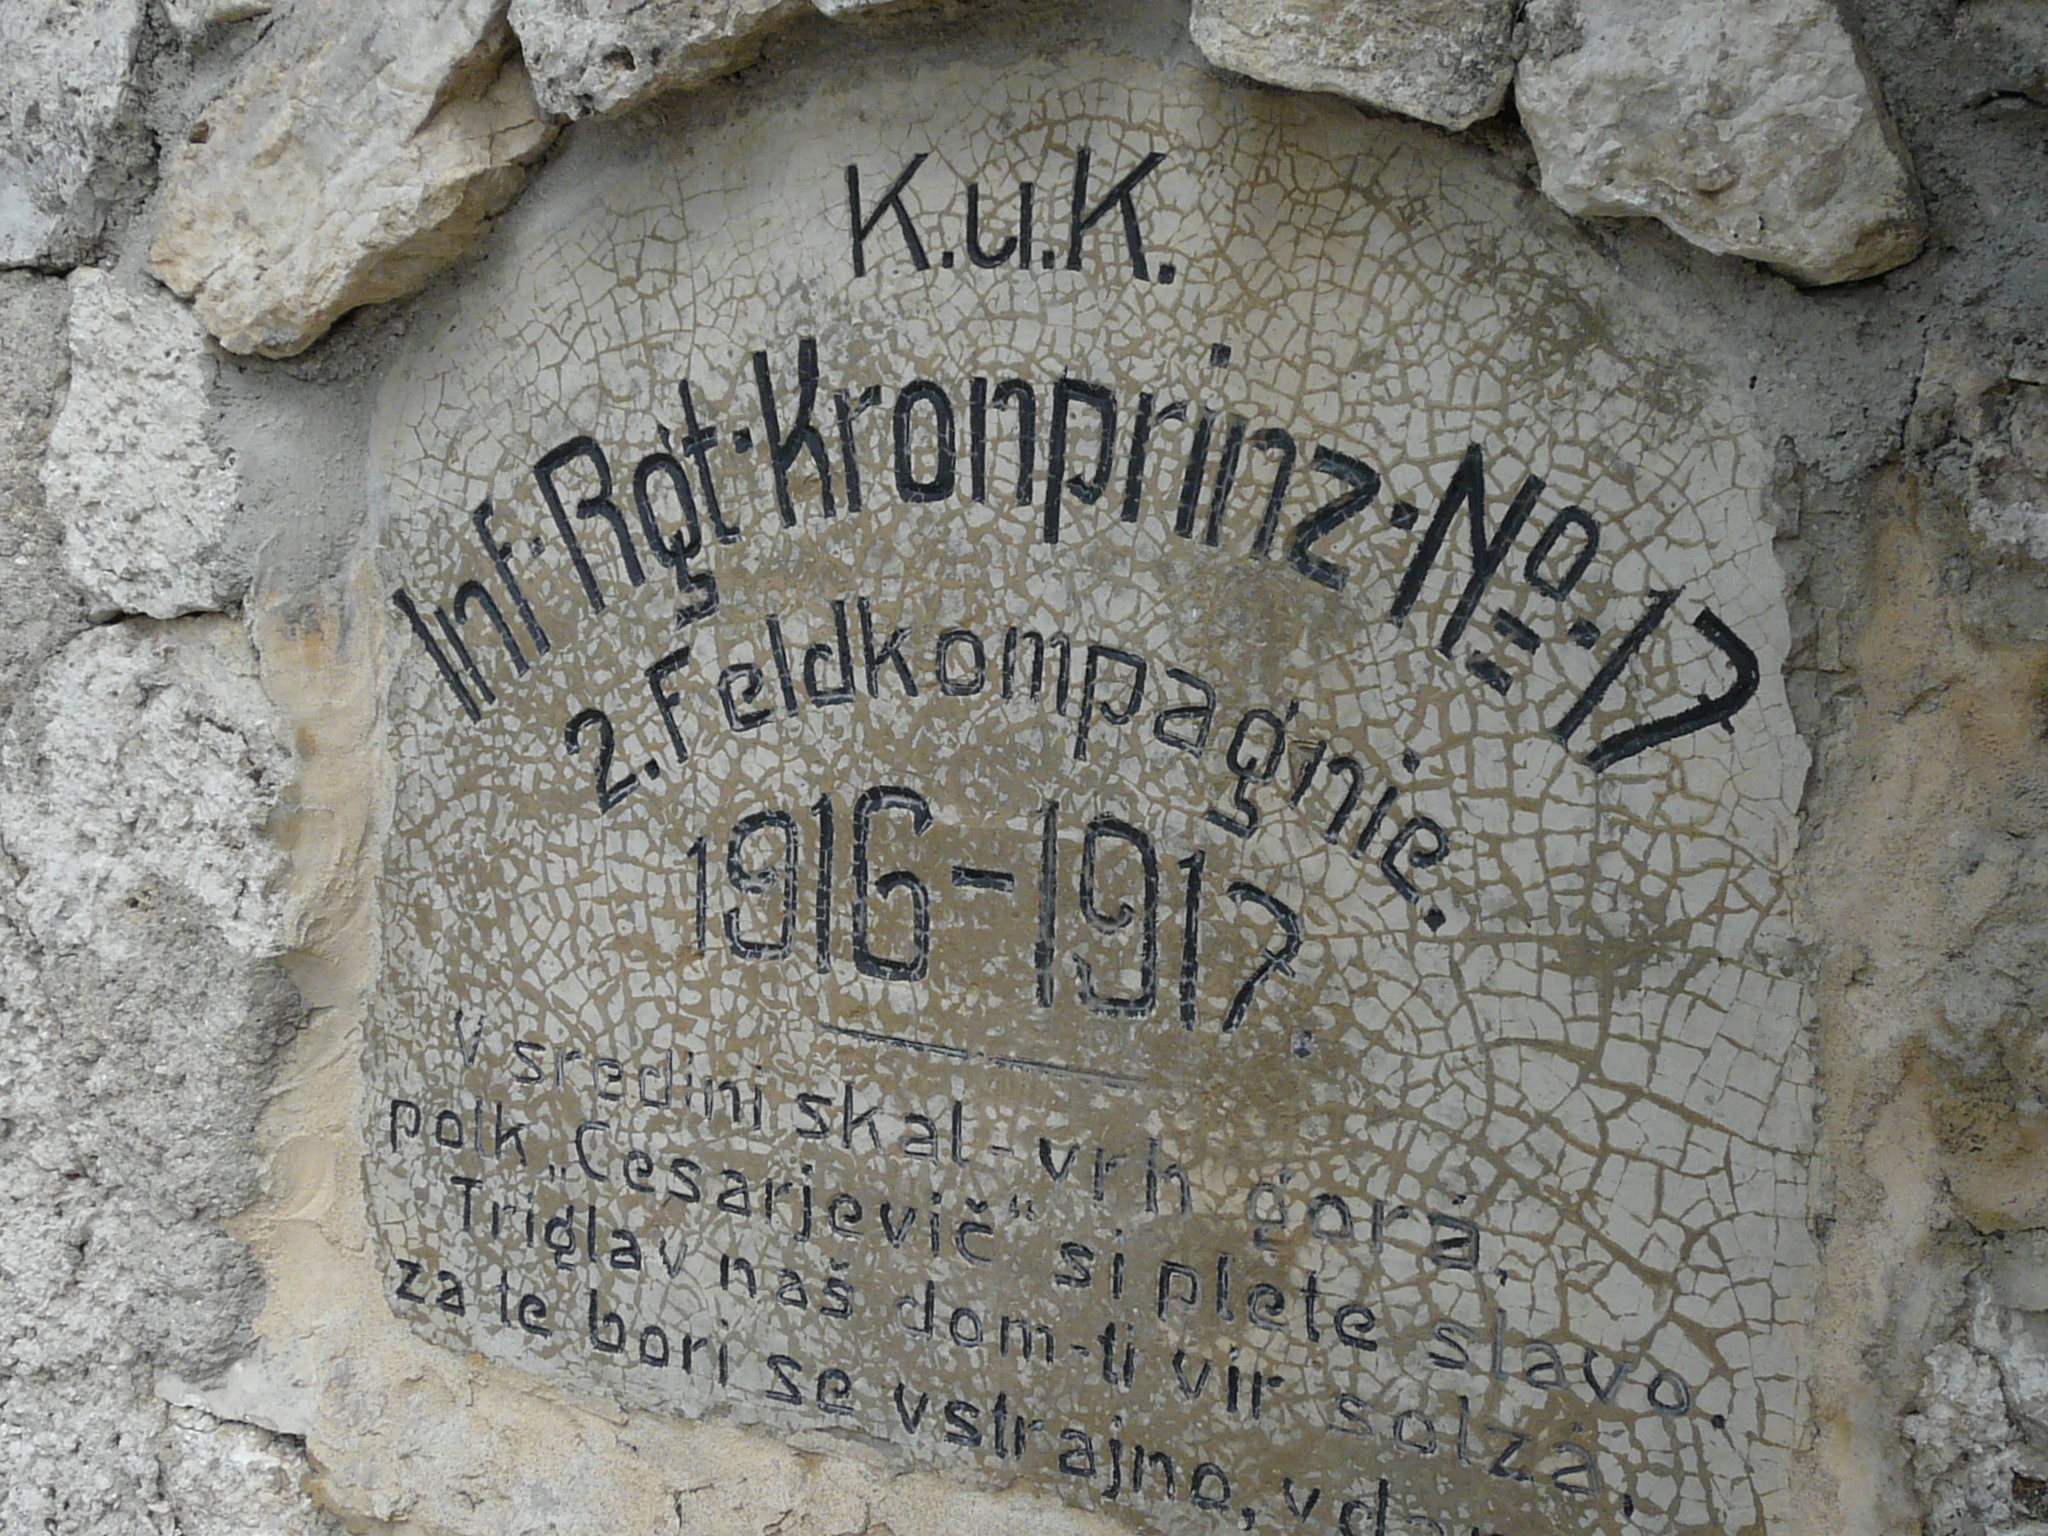 K.u.K.
Inf. Rgt. Kronprinz. No. 17
2. Feldkompagnie.
1916-1917.
V sredini skal - vrh gorá,
polk „Cesarjevič“ si plete slavo.
Triglav naš dom - ti vir solzá,
za te bori se vstrajno,